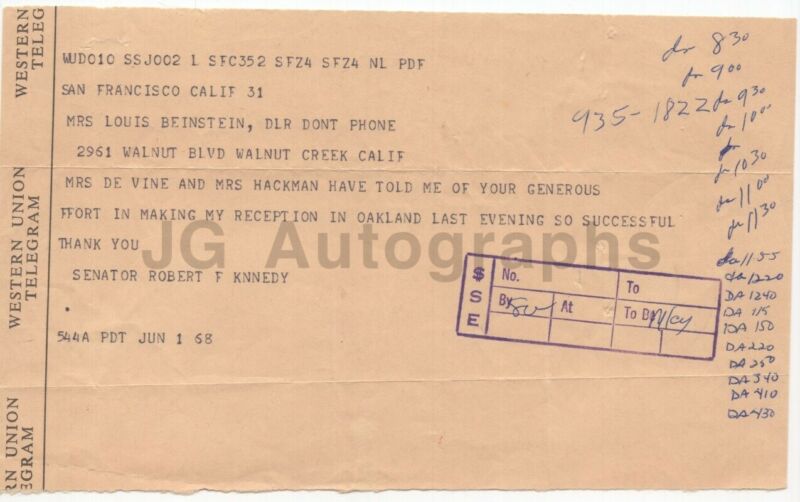 WESTERN UNION
TELEGRAM
WESTERN UNION
TELEGRAM
WESTERN UNION
TELEGRAM
WUD010 SSJ002 L SFC352 SFZ4 SFZ4 NL PDF
SAN FRANCISCO CALIF 31
MRS LOUIS BEINSTEIN, DLR DONT PHONE
2961 WALNUT BLVD WALNUT CREEK CALIF
MRS DE VINE AND MRS HACKMAN HAVE TOLD ME OF YOUR GENEROUS
FFORT IN MAKING MY RECEPTION IN OAKLAND LAST EVENING SO SUCCESSFUL
THANK YOU
SENATOR ROBERT F KNNEDY
.
544A PDT JUN 1 68
JG Autographs
$ S E
No.
To
By
At
To B
935-1822
da 830
da 900
da 930
da 1000
da
da 1030
da 1100
da 1130
da 1155
da 1220
DA 1240
DA 115
DA 150
DA 220
DA 250
DA 340
DA 410
DA 430